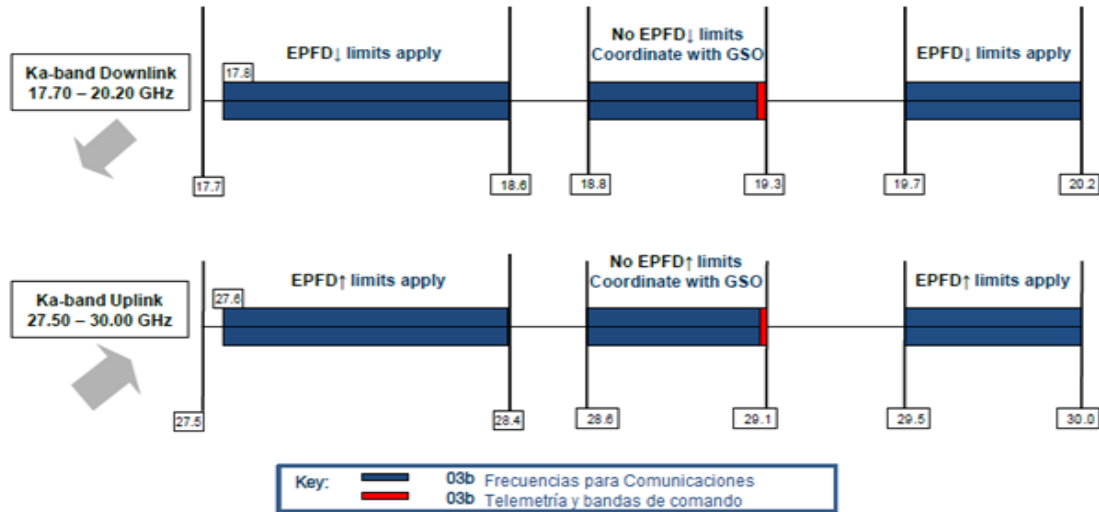 Ka-band Downlink
17.70 – 20.20 GHz
EPFD↓ limits apply
No EPFD↓ limits
Coordinate with GSO
EPFD↓ limits apply
17.8
17.7
18.6
18.8
19.3
19.7
20.2
Ka-band Uplink
27.50 – 30.00 GHz
EPFD↑ limits apply
No EPFD↑ limits
Coordinate with GSO
EPFD↑ limits apply
27.6
27.5
28.4
28.6
29.1
29.5
30.0
Key:
03b Frecuencias para Comunicaciones
03b Telemetría y bandas de comando